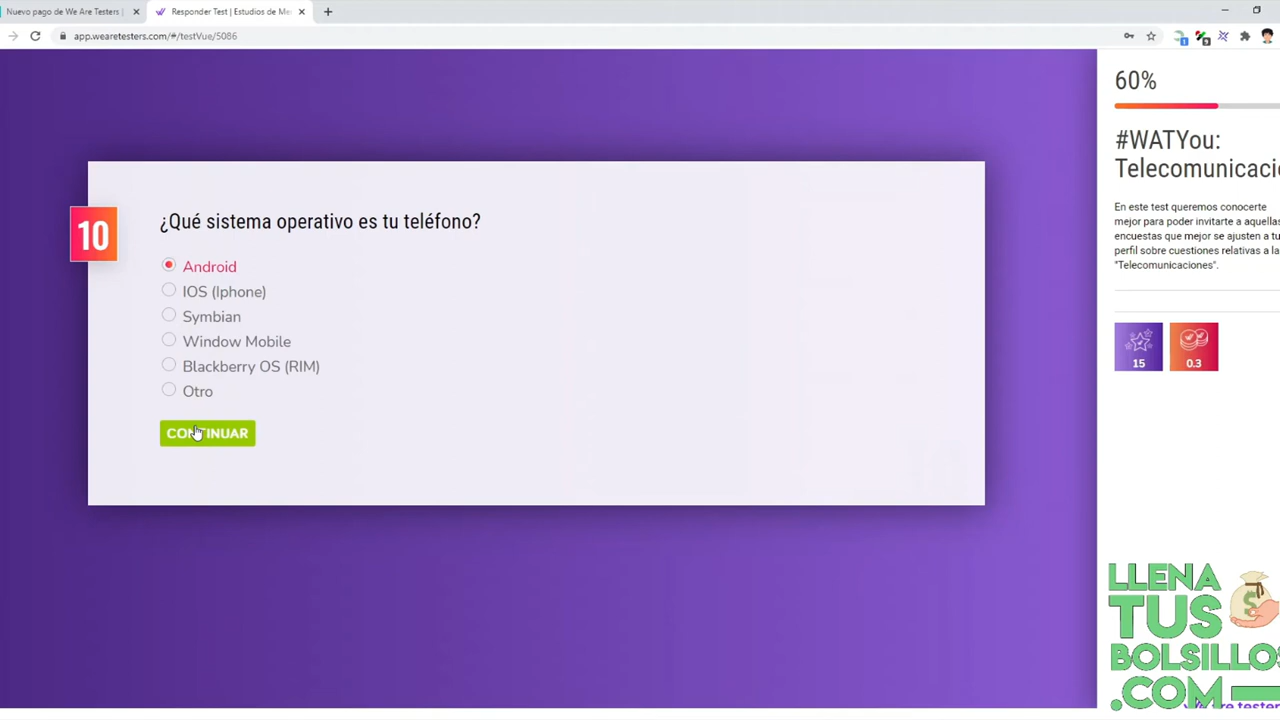 Nuevo pago de We Are Testers |
Responder Test | Estudios de Me
app.wearetesters.com/#/testVue/5086
60%
#WATYou:
Telecomunicaci
En este test queremos conocerte
mejor para poder invitarte a aquellas
encuestas que mejor se ajusten a tu
perfil sobre cuestiones relativas a la
"Telecomunicaciones".
15
0.3
10
¿Qué sistema operativo es tu teléfono?
Android
IOS (Iphone)
Symbian
Window Mobile
Blackberry OS (RIM)
Otro
CONTINUAR
LLENA
TUS
BOLSILLOS
.COM